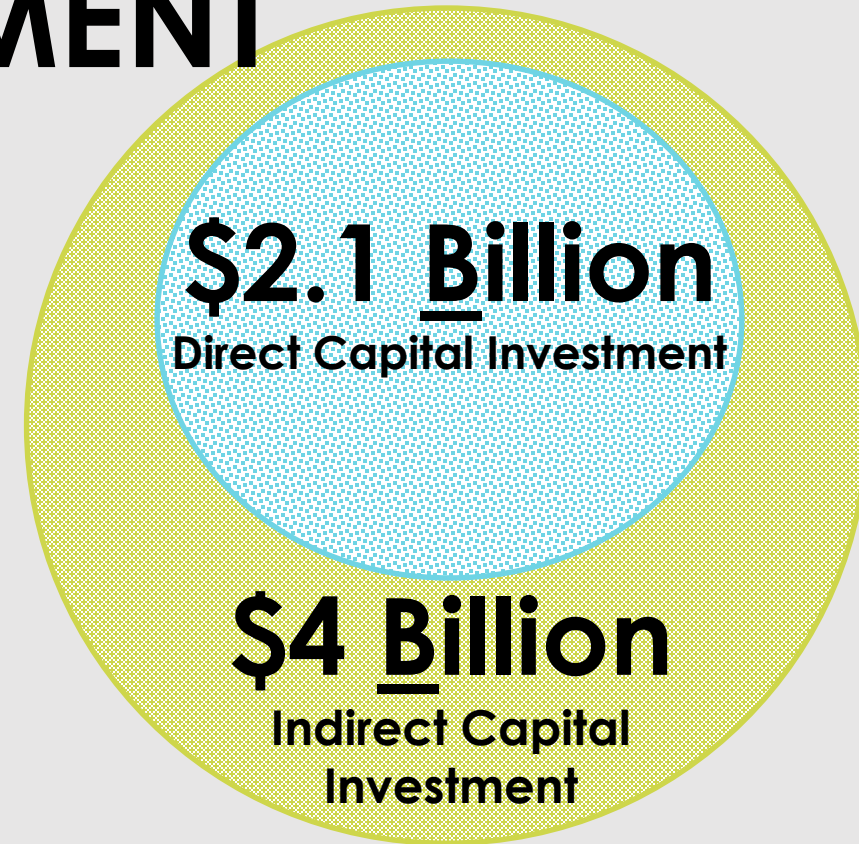 MENT
$2.1 Billion
Direct Capital Investment
$4 Billion
Indirect Capital
Investment